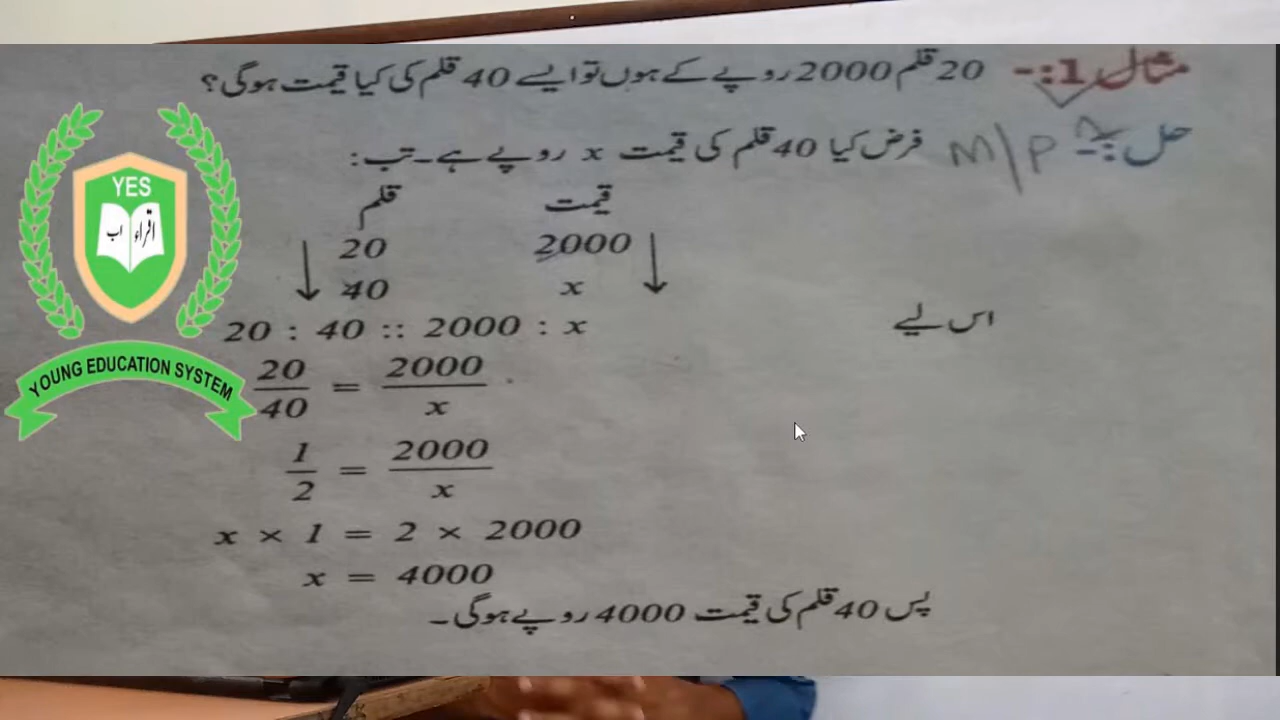 مثال 1:- 20 قلم 2000 روپے کے ہوں تو ایسے 40 قلم کی کیا قیمت ہوگی؟
حل:- M\P فرض کیا 40 قلم کی قیمت x روپے ہے۔ تب:
قلم قیمت
↓ 20 2000 ↓
40 x
اس لیے 20 : 40 :: 2000 : x
20/40 = 2000/x
1/2 = 2000/x
x × 1 = 2 × 2000
x = 4000
پس 40 قلم کی قیمت 4000 روپے ہوگی۔
YES
اقراء اب
YOUNG EDUCATION SYSTEM